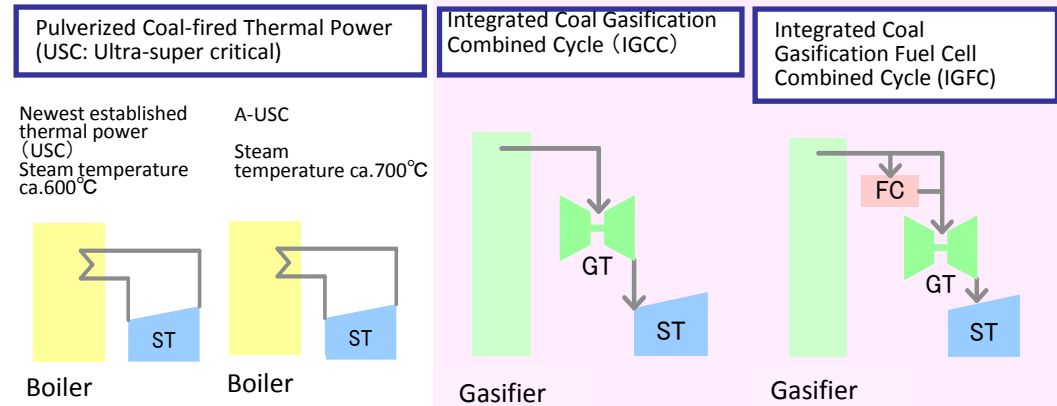 Pulverized Coal-fired Thermal Power
(USC: Ultra-super critical)
Newest established
thermal power
（USC）
Steam temperature
ca.600℃
A-USC
Steam
temperature ca.700℃
ST
Boiler
ST
Boiler
Integrated Coal Gasification
Combined Cycle（IGCC）
GT
ST
Gasifier
Integrated Coal
Gasification Fuel Cell
Combined Cycle (IGFC)
FC
GT
ST
Gasifier